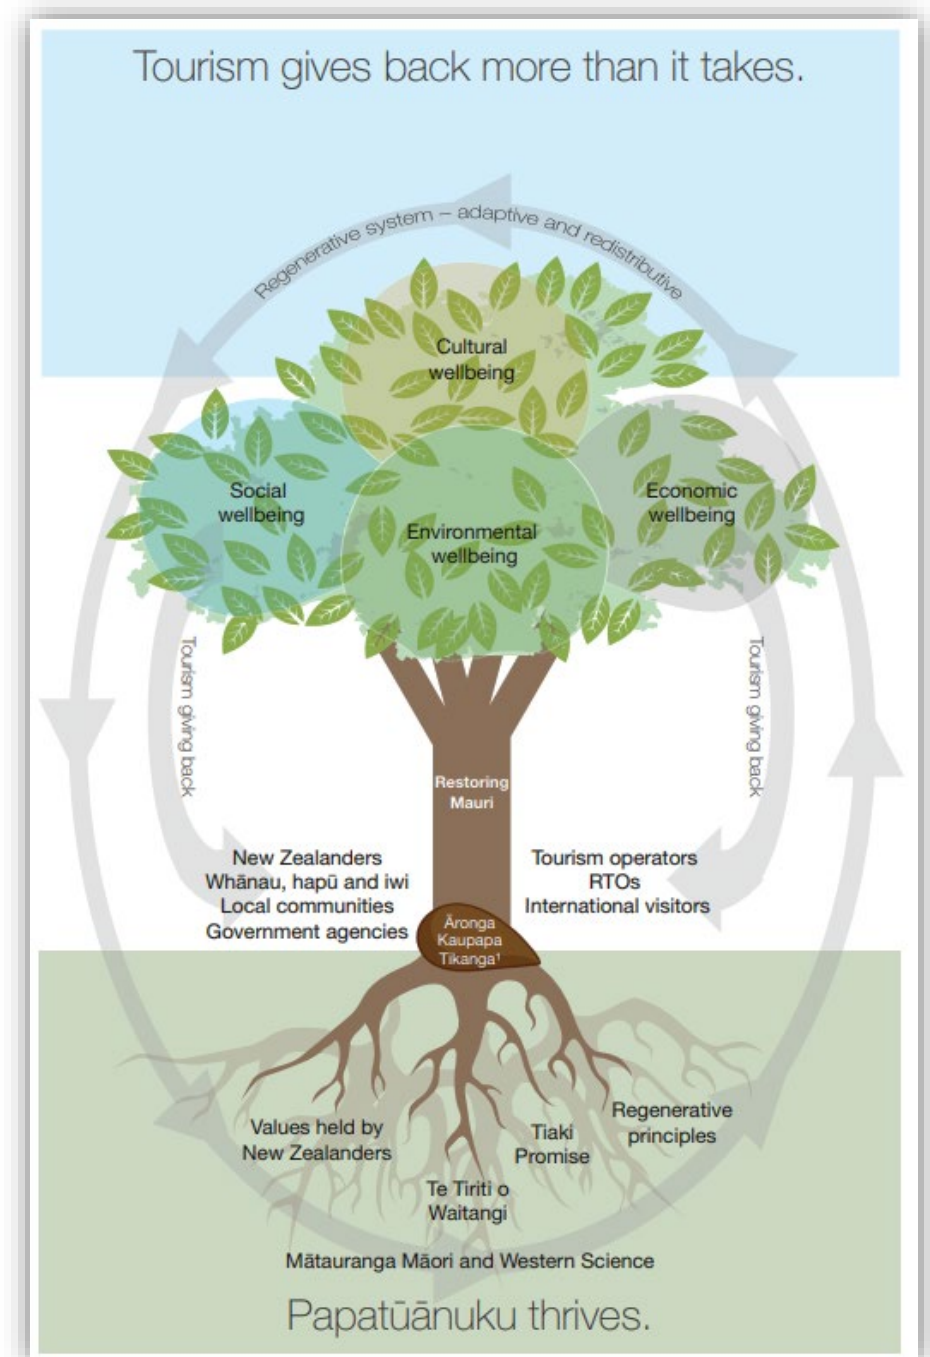 Tourism gives back more than it takes.
Regenerative system – adaptive and redistributive
Cultural
wellbeing
Social
wellbeing
Economic
wellbeing
Environmental
wellbeing
Tourism giving back
Tourism giving back
Restoring
Mauri
New Zealanders
Whānau, hapū and iwi
Local communities
Government agencies
Tourism operators
RTOs
International visitors
Āronga
Kaupapa
Tikanga¹
Values held by
New Zealanders
Tiaki
Promise
Regenerative
principles
Te Tiriti o
Waitangi
Mātauranga Māori and Western Science
Papatūānuku thrives.